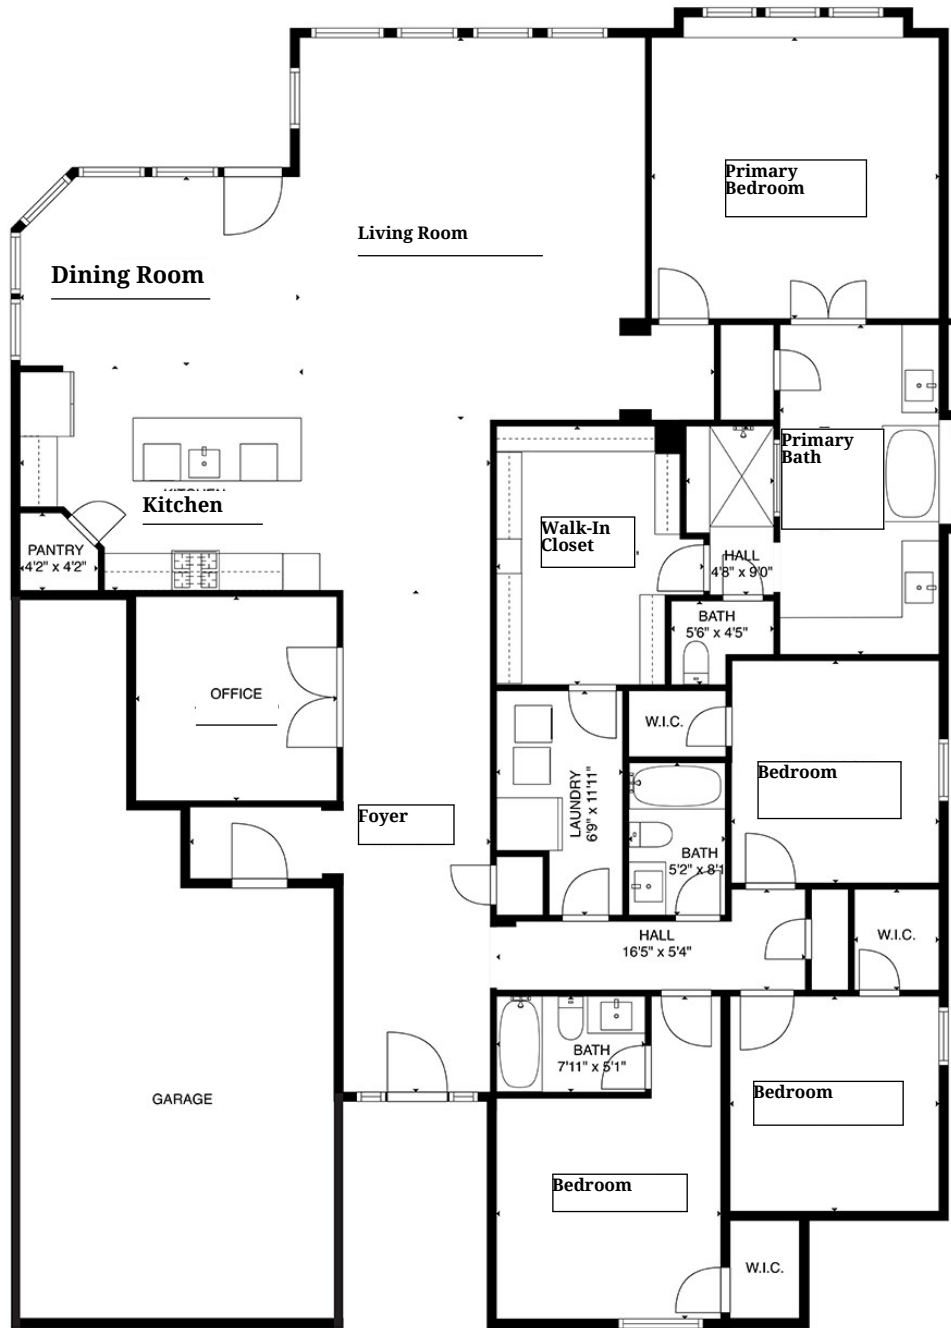 Primary
Bedroom
Living Room
Dining Room
Primary
Bath
Kitchen
Walk-In
Closet
PANTRY
4'2" x 4'2"
HALL
4'8" x 9'0"
BATH
5'6" x 4'5"
OFFICE
W.I.C.
Bedroom
LAUNDRY
6'9" x 11'11"
Foyer
BATH
5'2" x 8'1
HALL
16'5" x 5'4"
W.I.C.
BATH
7'11" x 5'1"
GARAGE
Bedroom
Bedroom
W.I.C.